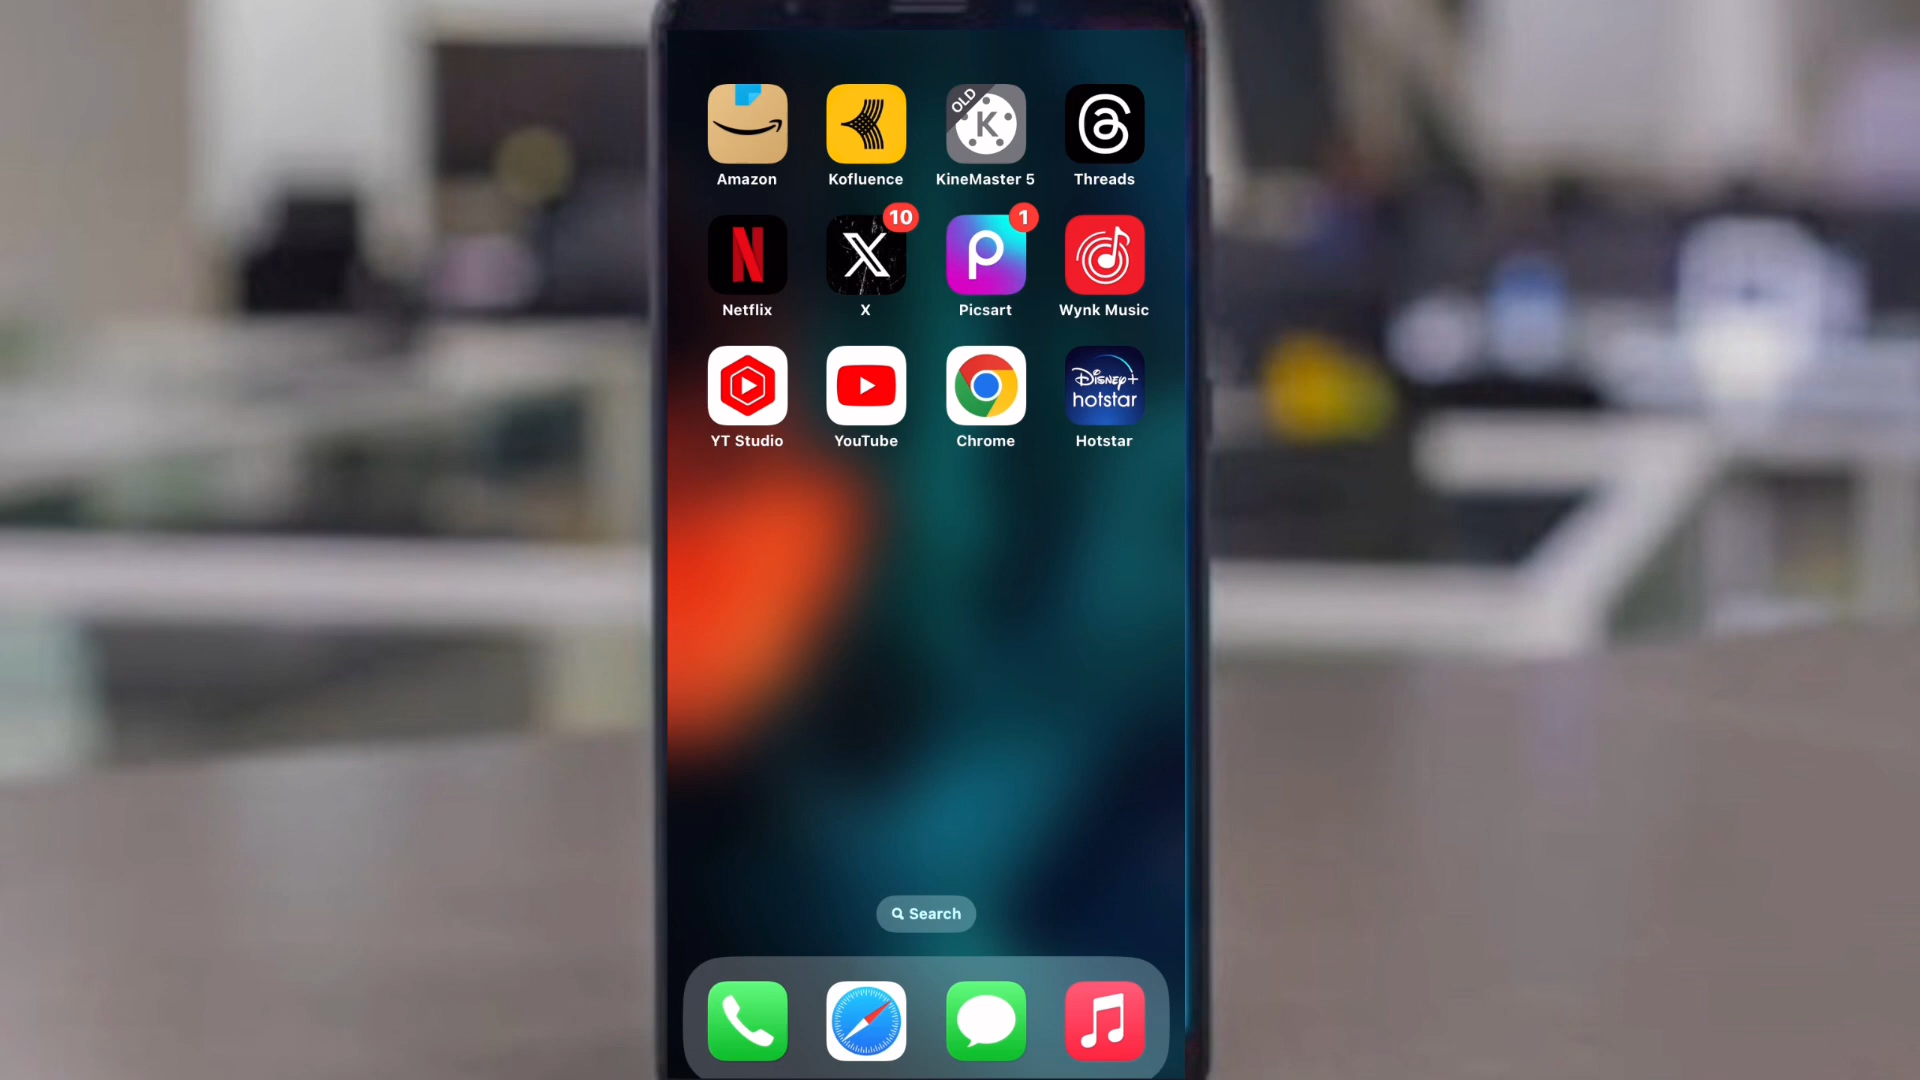 Amazon Kofluence OLD K KineMaster 5 Threads
10 1
Netflix X Picsart Wynk Music
Disney+
hotstar
YT Studio YouTube Chrome Hotstar
Search